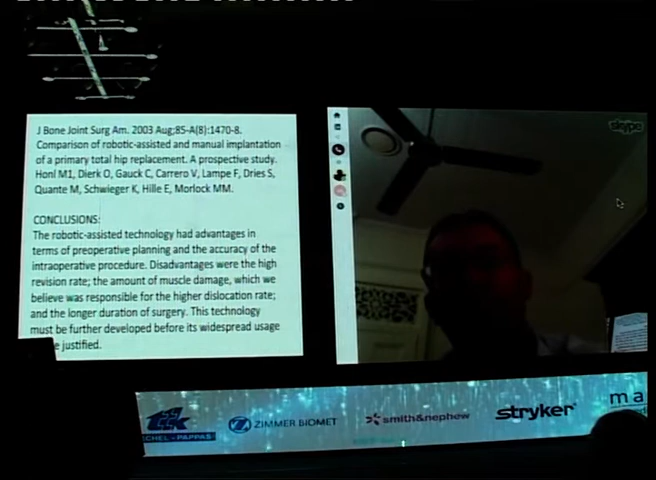 J Bone Joint Surg Am. 2003 Aug;85-A(8):1470-8.
Comparison of robotic-assisted and manual implantation
of a primary total hip replacement. A prospective study.
Honl M1, Dierk O, Gauck C, Carrero V, Lampe F, Dries S,
Quante M, Schwieger K, Hille E, Morlock MM.
CONCLUSIONS:
The robotic-assisted technology had advantages in
terms of preoperative planning and the accuracy of the
intraoperative procedure. Disadvantages were the high
revision rate; the amount of muscle damage, which we
believe was responsible for the higher dislocation rate;
and the longer duration of surgery. This technology
must be further developed before its widespread usage
e justified.
skype
CHEL-PAPPAS
ZIMMER BIOMET
smith&nephew
stryker
ma